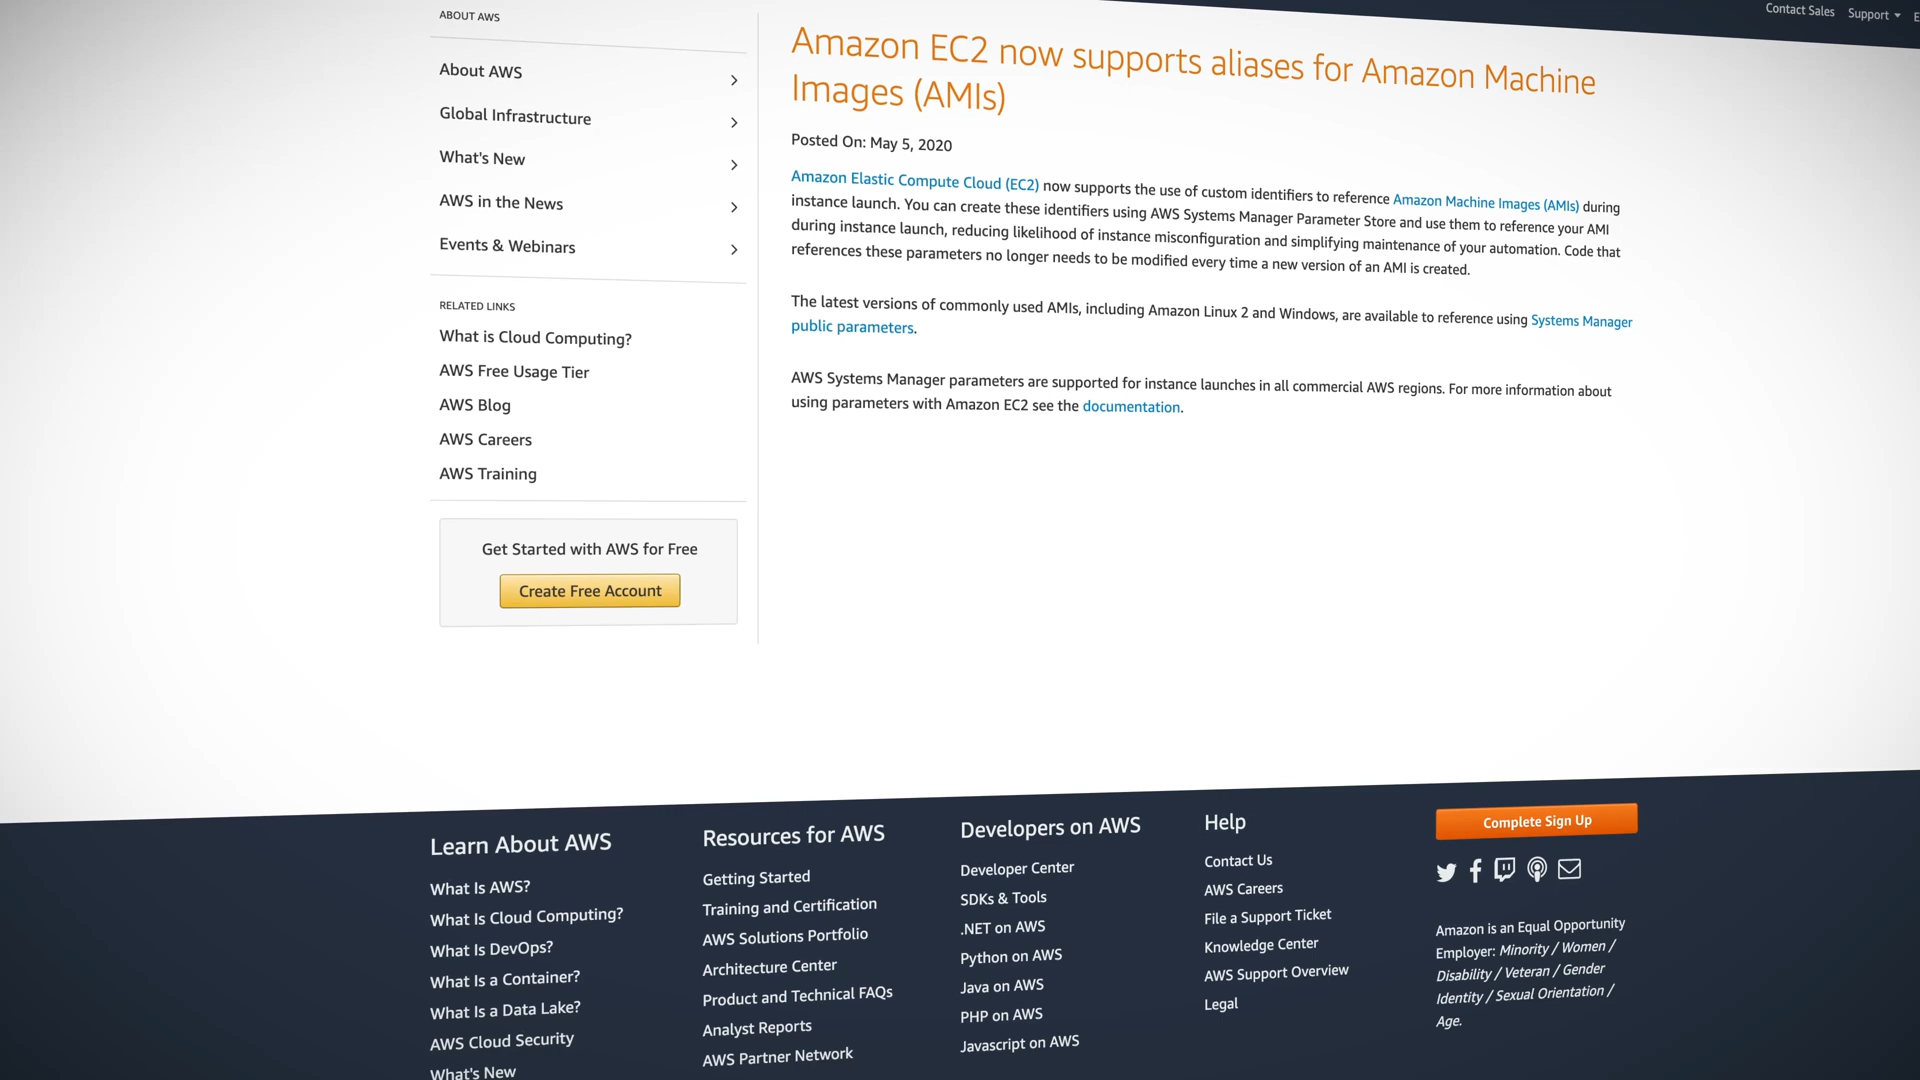 Contact Sales Support
ABOUT AWS
About AWS
Global Infrastructure
What's New
AWS in the News
Events & Webinars
RELATED LINKS
What is Cloud Computing?
AWS Free Usage Tier
AWS Blog
AWS Careers
AWS Training
Get Started with AWS for Free
Create Free Account
Amazon EC2 now supports aliases for Amazon Machine
Images (AMIs)
Posted On: May 5, 2020
Amazon Elastic Compute Cloud (EC2) now supports the use of custom identifiers to reference Amazon Machine Images (AMIs) during
instance launch. You can create these identifiers using AWS Systems Manager Parameter Store and use them to reference your AMI
during instance launch, reducing likelihood of instance misconfiguration and simplifying maintenance of your automation. Code that
references these parameters no longer needs to be modified every time a new version of an AMI is created.
The latest versions of commonly used AMIs, including Amazon Linux 2 and Windows, are available to reference using Systems Manager
public parameters.
AWS Systems Manager parameters are supported for instance launches in all commercial AWS regions. For more information about
using parameters with Amazon EC2 see the documentation.
Learn About AWS
What Is AWS?
What Is Cloud Computing?
What Is DevOps?
What Is a Container?
What Is a Data Lake?
AWS Cloud Security
What's New
Resources for AWS
Getting Started
Training and Certification
AWS Solutions Portfolio
Architecture Center
Product and Technical FAQs
Analyst Reports
AWS Partner Network
Developers on AWS
Developer Center
SDKs & Tools
.NET on AWS
Python on AWS
Java on AWS
PHP on AWS
Javascript on AWS
Help
Contact Us
AWS Careers
File a Support Ticket
Knowledge Center
AWS Support Overview
Legal
Complete Sign Up
Amazon is an Equal Opportunity
Employer: Minority / Women /
Disability / Veteran / Gender
Identity / Sexual Orientation /
Age.